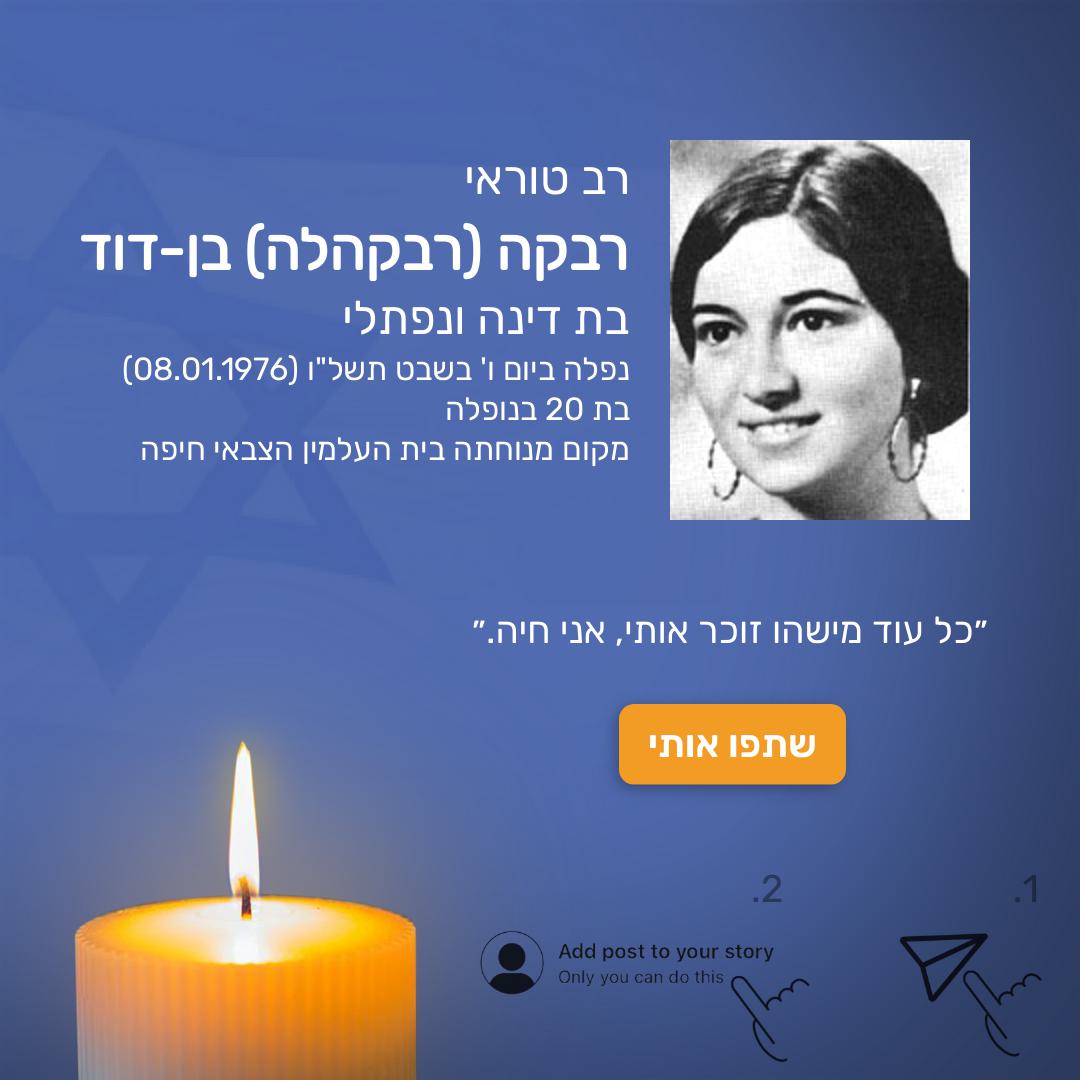 רב טוראי
רבקה (רבקהלה) בן-דוד
בת דינה ונפתלי
נפלה ביום ו' בשבט תשל"ו (08.01.1976)
בת 20 בנופלה
מקום מנוחתה בית העלמין הצבאי חיפה
״כל עוד מישהו זוכר אותי, אני חיה.״
שתפו אותי
1.
2.
Add post to your story
Only you can do this